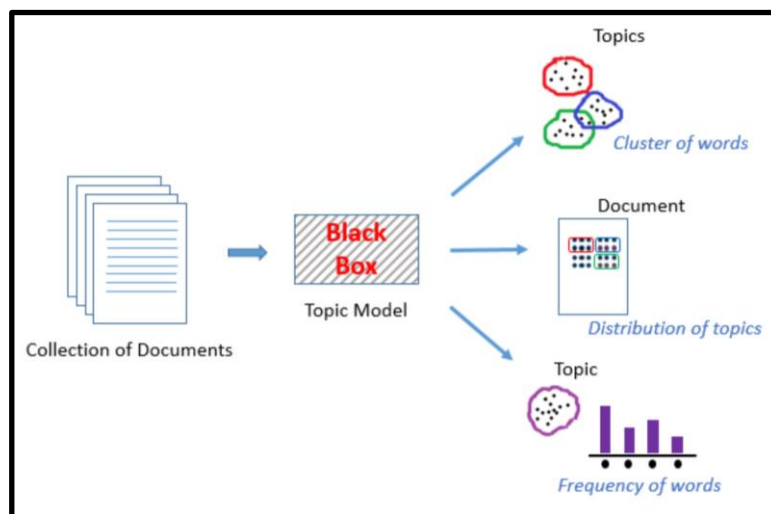 Topics
Cluster of words
Document
Distribution of topics
Black
Box
Topic Model
Collection of Documents
Topic
Frequency of words